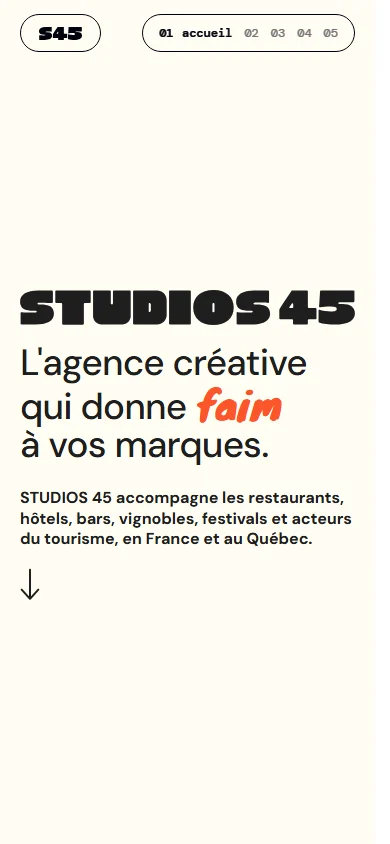 S45
01 accueil 02 03 04 05
STUDIOS 45
L'agence créative
qui donne faim
à vos marques.
STUDIOS 45 accompagne les restaurants,
hôtels, bars, vignobles, festivals et acteurs
du tourisme, en France et au Québec.